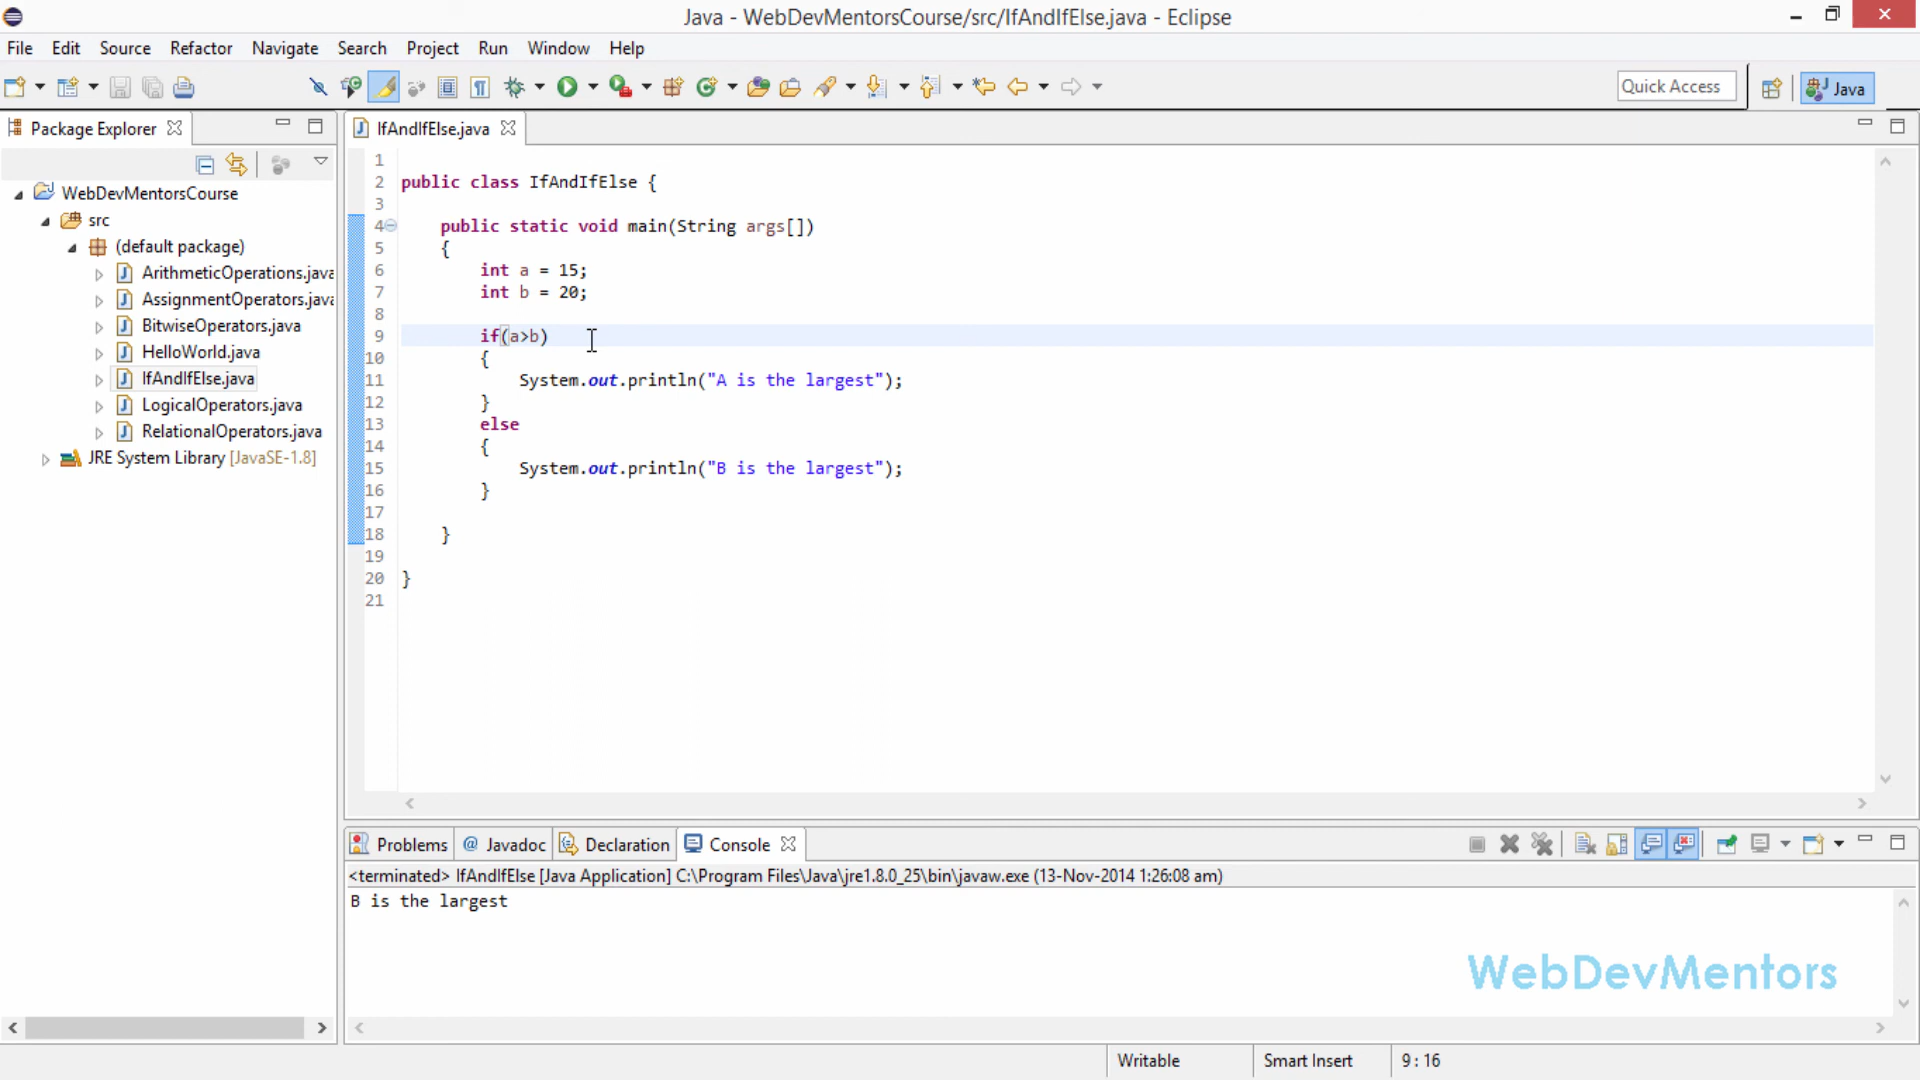 Java - WebDevMentorsCourse/src/IfAndIfElse.java - Eclipse
File Edit Source Refactor Navigate Search Project Run Window Help
Quick Access
Java
Package Explorer
WebDevMentorsCourse
src
(default package)
ArithmeticOperations.java
AssignmentOperators.java
BitwiseOperators.java
HelloWorld.java
IfAndIfElse.java
LogicalOperators.java
RelationalOperators.java
JRE System Library [JavaSE-1.8]
IfAndIfElse.java
1
2 public class IfAndIfElse {
3
4 public static void main(String args[])
5 {
6 int a = 15;
7 int b = 20;
8
9 if(a>b)
10 {
11 System.out.println("A is the largest");
12 }
13 else
14 {
15 System.out.println("B is the largest");
16 }
17
18 }
19
20 }
21
Problems @ Javadoc Declaration Console
<terminated> IfAndIfElse [Java Application] C:\Program Files\Java\jre1.8.0_25\bin\javaw.exe (13-Nov-2014 1:26:08 am)
B is the largest
WebDevMentors
Writable Smart Insert 9 : 16